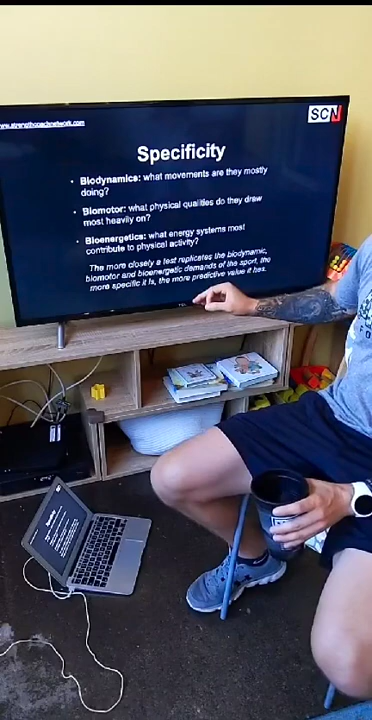 www.strengthcoachnetwork.com
SCN
Specificity
• Biodynamics: what movements are they mostly
doing?
• Biomotor: what physical qualities do they draw
most heavily on?
• Bioenergetics: what energy systems most
contribute to physical activity?
The more closely a test replicates the biodynamic,
biomotor and bioenergetic demands of the sport, the
more specific it is, the more predictive value it has.
Specificity